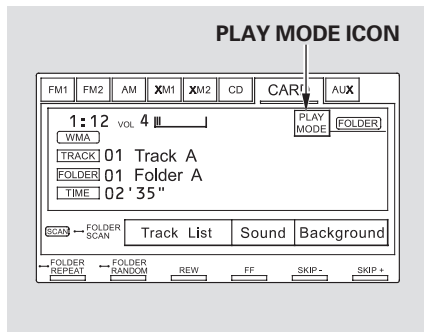 PLAY MODE ICON
FM1 FM2 AM XM1 XM2 CD CARD AUX
1:12 VOL 4
PLAY MODE
FOLDER
WMA
TRACK 01 Track A
FOLDER 01 Folder A
TIME 02'35"
SCAN FOLDER SCAN Track List Sound Background
FOLDER REPEAT FOLDER RANDOM REW FF SKIP- SKIP+